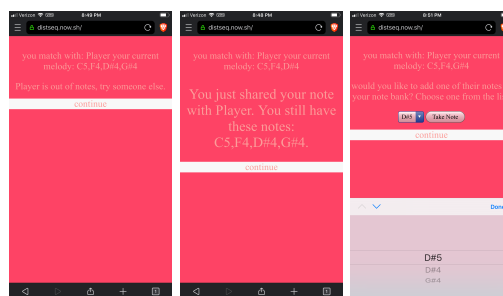 Verizon 8:49 PM
distseq.now.sh/
you match with: Player your current
melody: C5,F4,D#4,G#4
Player is out of notes, try someone else.
continue
Verizon 8:48 PM
distseq.now.sh/
you match with: Player your current
melody: C5,F4,D#4
You just shared your note
with Player. You still have
these notes:
C5,F4,D#4,G#4.
continue
Verizon 8:51 PM
distseq.now.sh/
you match with: Player your current
melody: C5,F4,G#4
would you like to add one of their notes
your note bank? Choose one from the li
D#5 Take Note
continue
Done
D#5
D#4
G#4